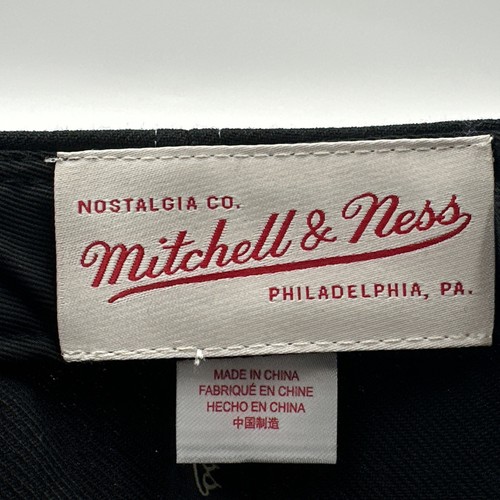 NOSTALGIA CO.
Mitchell & Ness
PHILADELPHIA, PA.
MADE IN CHINA
FABRIQUÉ EN CHINE
HECHO EN CHINA
中国制造